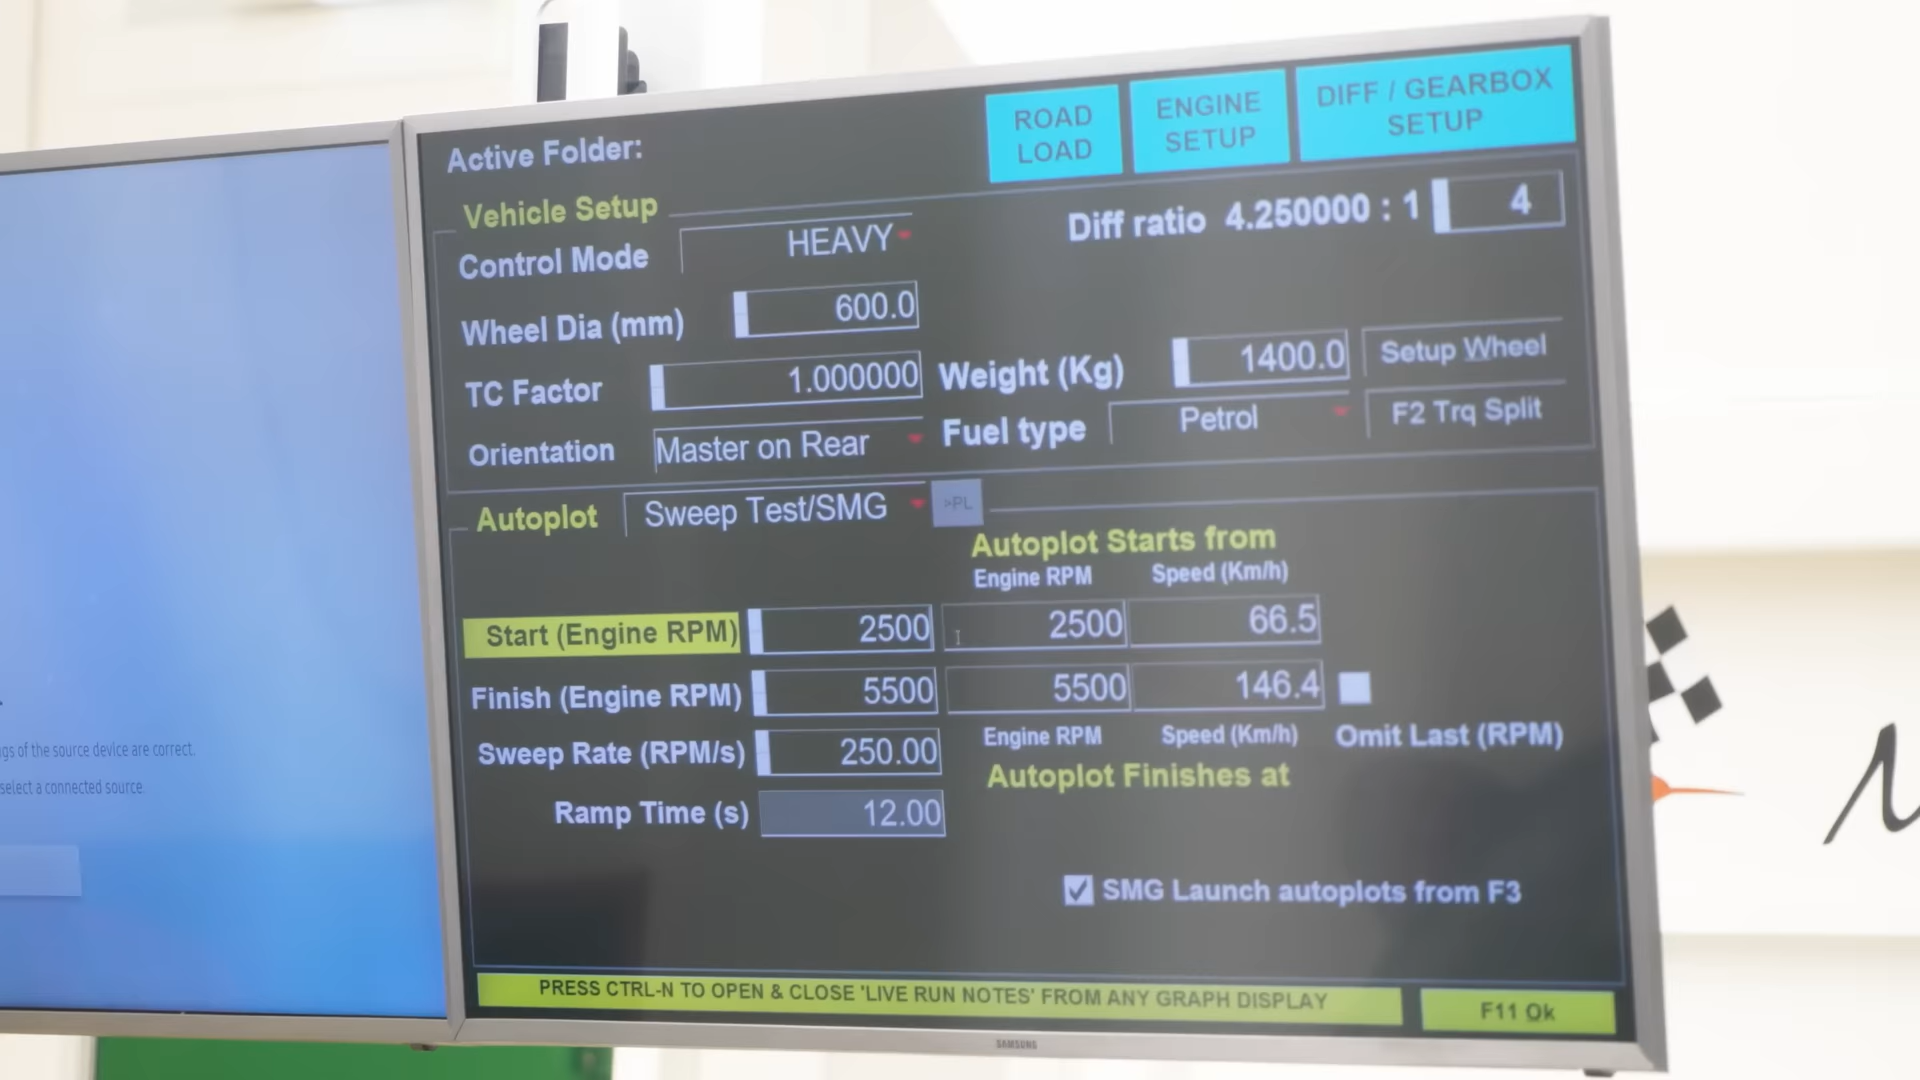 Active Folder:
ROAD LOAD
ENGINE SETUP
DIFF / GEARBOX SETUP
Vehicle Setup
Diff ratio 4.250000 : 1 4
Control Mode HEAVY
Wheel Dia (mm) 600.0
TC Factor 1.000000 Weight (Kg) 1400.0 Setup Wheel
Orientation Master on Rear Fuel type Petrol F2 Trq Split
Autoplot Sweep Test/SMG >PL
Autoplot Starts from
Engine RPM Speed (Km/h)
Start (Engine RPM) 2500 2500 66.5
Finish (Engine RPM) 5500 5500 146.4
Sweep Rate (RPM/s) 250.00 Engine RPM Speed (Km/h) Omit Last (RPM)
Autoplot Finishes at
Ramp Time (s) 12.00
SMG Launch autoplots from F3
PRESS CTRL-N TO OPEN & CLOSE 'LIVE RUN NOTES' FROM ANY GRAPH DISPLAY
F11 Ok
SAMSUNG
gs of the source device are correct.
select a connected source.